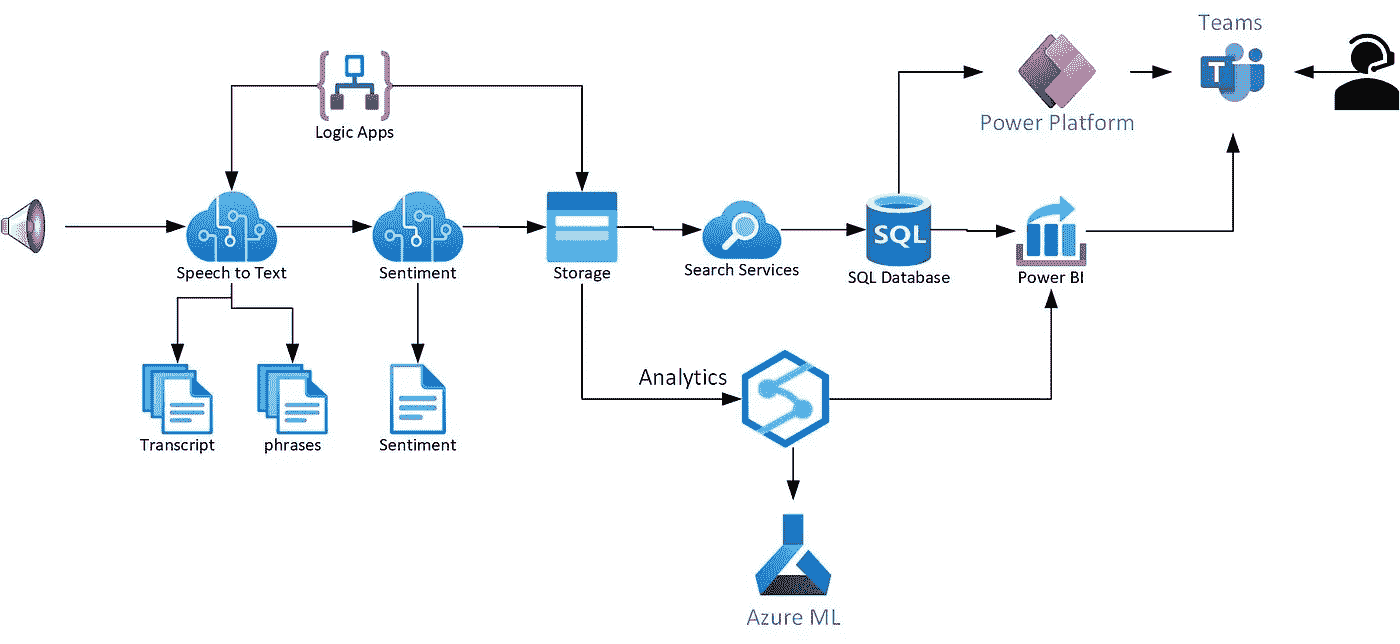 Teams
Logic Apps
Power Platform
Speech to Text
Sentiment
Storage
Search Services
SQL
SQL Database
Power BI
Analytics
Transcript
phrases
Sentiment
Azure ML
T